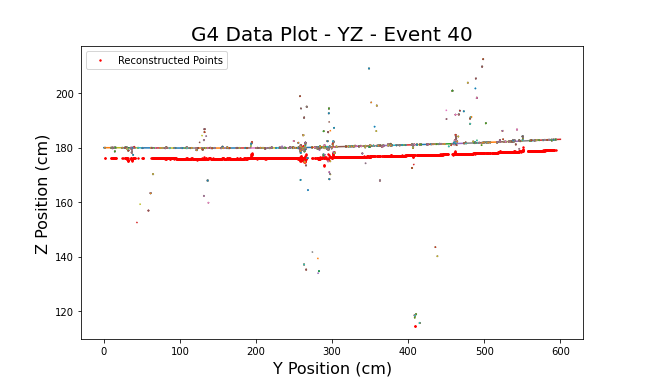 G4 Data Plot - YZ - Event 40
Reconstructed Points
Z Position (cm)
200
180
160
140
120
0 100 200 300 400 500 600
Y Position (cm)